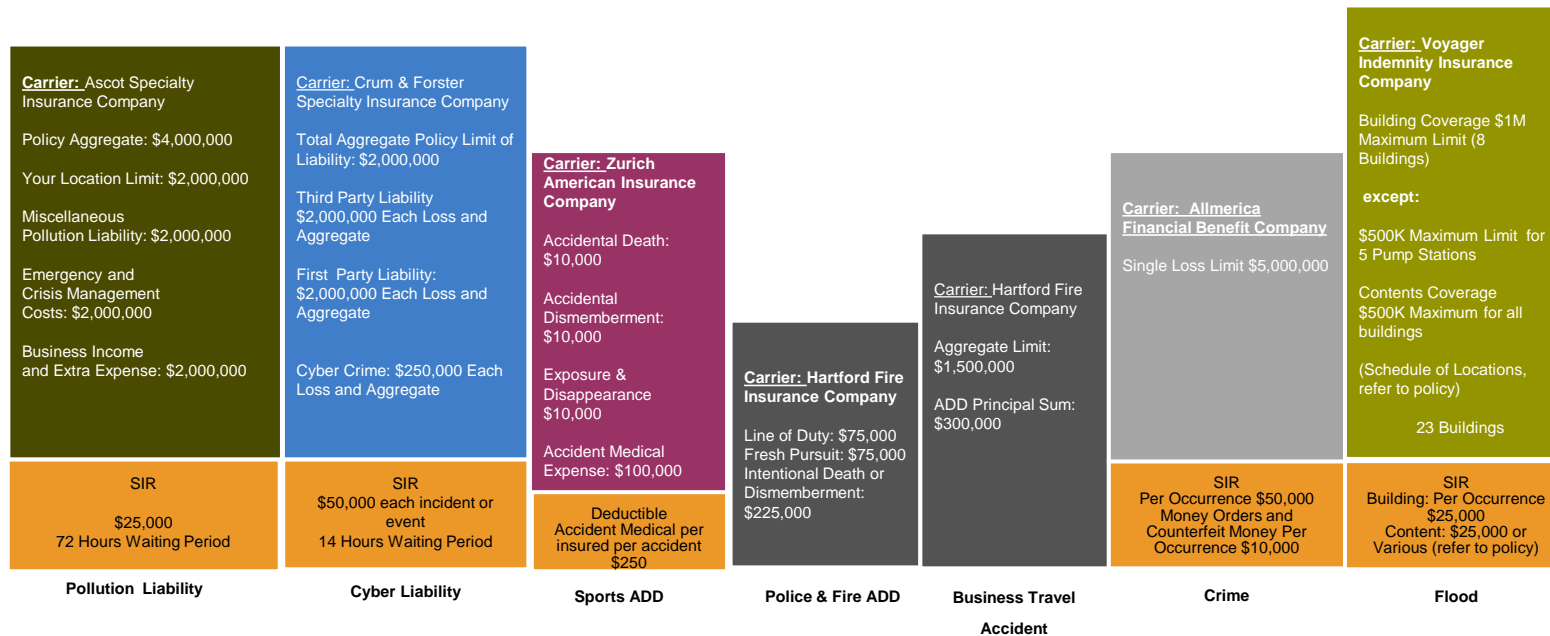 Carrier: Ascot Specialty
Insurance Company
Policy Aggregate: $4,000,000
Your Location Limit: $2,000,000
Miscellaneous
Pollution Liability: $2,000,000
Emergency and
Crisis Management
Costs: $2,000,000
Business Income
and Extra Expense: $2,000,000
SIR
$25,000
72 Hours Waiting Period
Pollution Liability
Carrier: Crum & Forster
Specialty Insurance Company
Total Aggregate Policy Limit of
Liability: $2,000,000
Third Party Liability
$2,000,000 Each Loss and
Aggregate
First Party Liability:
$2,000,000 Each Loss and
Aggregate
Cyber Crime: $250,000 Each
Loss and Aggregate
SIR
$50,000 each incident or
event
14 Hours Waiting Period
Cyber Liability
Carrier: Zurich
American Insurance
Company
Accidental Death:
$10,000
Accidental
Dismemberment:
$10,000
Exposure &
Disappearance
$10,000
Accident Medical
Expense: $100,000
Deductible
Accident Medical per
insured per accident
$250
Sports ADD
Carrier: Hartford Fire
Insurance Company
Line of Duty: $75,000
Fresh Pursuit: $75,000
Intentional Death or
Dismemberment:
$225,000
Police & Fire ADD
Carrier: Hartford Fire
Insurance Company
Aggregate Limit:
$1,500,000
ADD Principal Sum:
$300,000
Business Travel
Accident
Carrier: Allmerica
Financial Benefit Company
Single Loss Limit $5,000,000
SIR
Per Occurrence $50,000
Money Orders and
Counterfeit Money Per
Occurrence $10,000
Crime
Carrier: Voyager
Indemnity Insurance
Company
Building Coverage $1M
Maximum Limit (8
Buildings)
except:
$500K Maximum Limit for
5 Pump Stations
Contents Coverage
$500K Maximum for all
buildings
(Schedule of Locations,
refer to policy)
23 Buildings
SIR
Building: Per Occurrence
$25,000
Content: $25,000 or
Various (refer to policy)
Flood